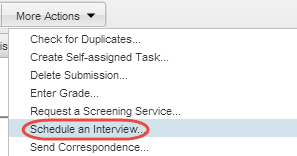 More Actions
is
Check for Duplicates...
Create Self-assigned Task...
Delete Submission...
Enter Grade...
Request a Screening Service...
Schedule an Interview...
Send Correspondence...